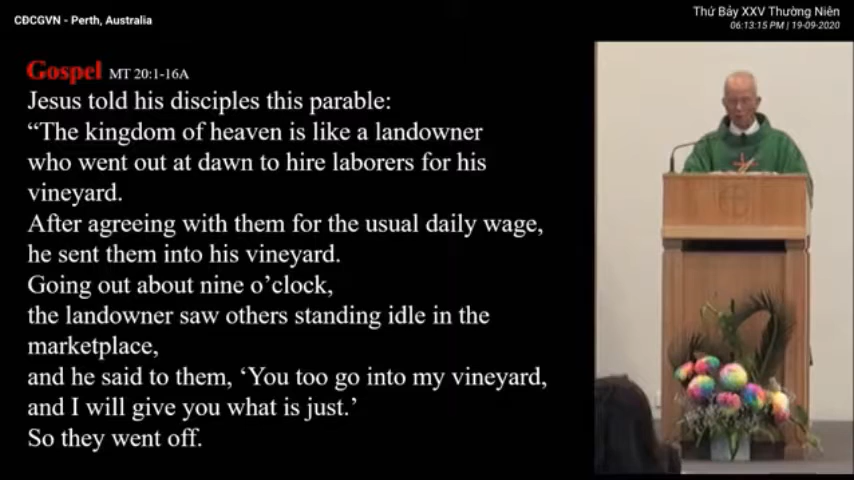 CĐCGVN - Perth, Australia
Thứ Bảy XXV Thường Niên
06:13:15 PM | 19-09-2020
Gospel MT 20:1-16A
Jesus told his disciples this parable:
“The kingdom of heaven is like a landowner
who went out at dawn to hire laborers for his
vineyard.
After agreeing with them for the usual daily wage,
he sent them into his vineyard.
Going out about nine o’clock,
the landowner saw others standing idle in the
marketplace,
and he said to them, ‘You too go into my vineyard,
and I will give you what is just.’
So they went off.